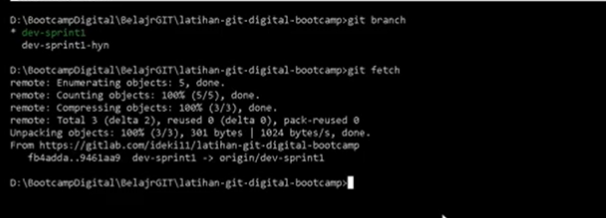 D:\BootcampDigital\BelajrGIT\latihan-git-digital-bootcamp>git branch
* dev-sprint1
dev-sprint1-hyn
D:\BootcampDigital\BelajrGIT\latihan-git-digital-bootcamp>git fetch
remote: Enumerating objects: 5, done.
remote: Counting objects: 100% (5/5), done.
remote: Compressing objects: 100% (3/3), done.
remote: Total 3 (delta 2), reused 0 (delta 0), pack-reused 0
Unpacking objects: 100% (3/3), 301 bytes | 1024 bytes/s, done.
From https://gitlab.com/ideki11/latihan-git-digital-bootcamp
fb4adda..9461aa9 dev-sprint1 -> origin/dev-sprint1
D:\BootcampDigital\BelajrGIT\latihan-git-digital-bootcamp>